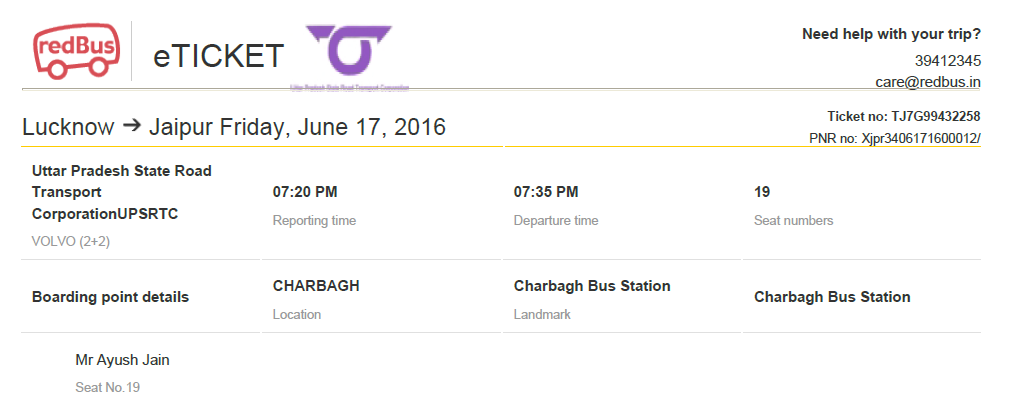 redBus
eTICKET
Uttar Pradesh State Road Transport Corporation
Need help with your trip?
39412345
care@redbus.in
Lucknow ➔ Jaipur Friday, June 17, 2016
Ticket no: TJ7G99432258
PNR no: Xjpr3406171600012/
Uttar Pradesh State Road
Transport
CorporationUPSRTC
VOLVO (2+2)
07:20 PM
Reporting time
07:35 PM
Departure time
19
Seat numbers
Boarding point details
CHARBAGH
Location
Charbagh Bus Station
Landmark
Charbagh Bus Station
Mr Ayush Jain
Seat No.19